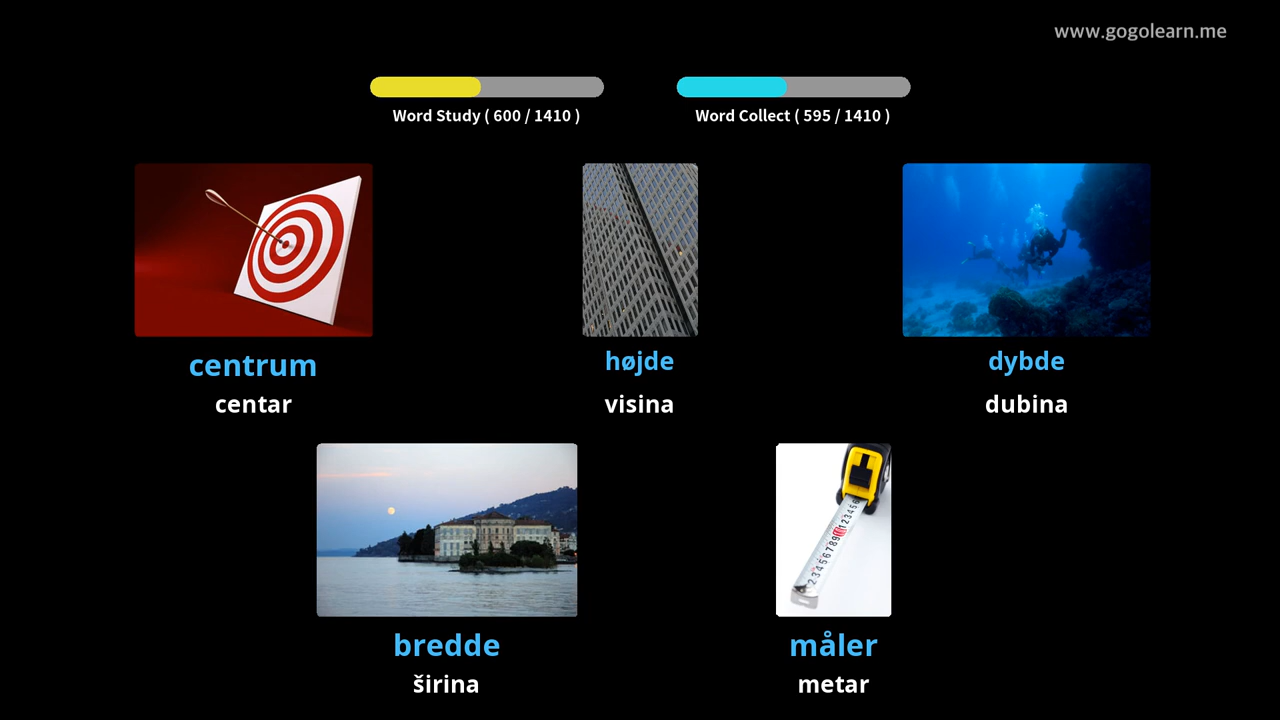 www.gogolearn.me
Word Study ( 600 / 1410 )
Word Collect ( 595 / 1410 )
centrum
centar
højde
visina
dybde
dubina
bredde
širina
måler
metar